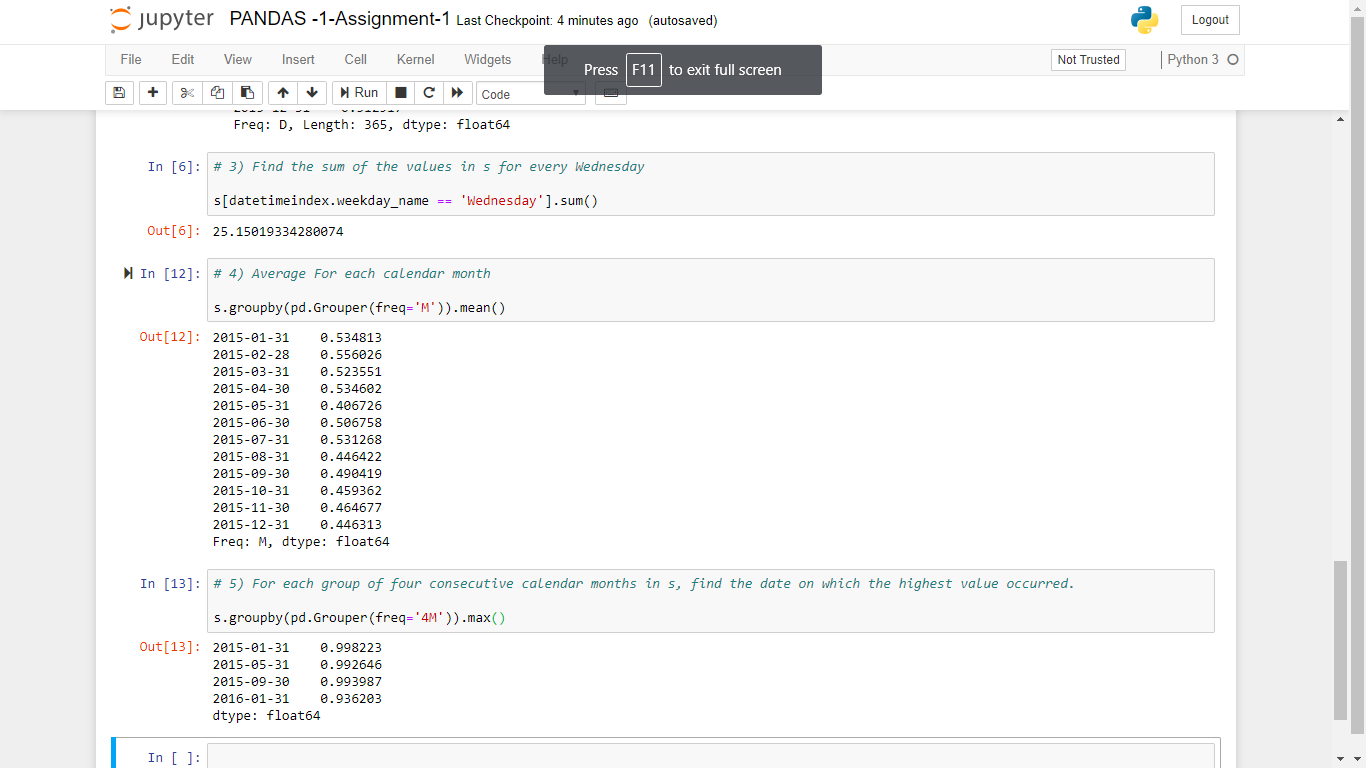 jupyter PANDAS -1-Assignment-1 Last Checkpoint: 4 minutes ago (autosaved)
Logout
File Edit View Insert Cell Kernel Widgets Help
Press F11 to exit full screen
Not Trusted
Python 3
Run
Code
Freq: D, Length: 365, dtype: float64
In [6]: # 3) Find the sum of the values in s for every Wednesday
s[datetimeindex.weekday_name == 'Wednesday'].sum()
Out[6]: 25.15019334280074
In [12]: # 4) Average For each calendar month
s.groupby(pd.Grouper(freq='M')).mean()
Out[12]: 2015-01-31 0.534813
2015-02-28 0.556026
2015-03-31 0.523551
2015-04-30 0.534602
2015-05-31 0.406726
2015-06-30 0.506758
2015-07-31 0.531268
2015-08-31 0.446422
2015-09-30 0.490419
2015-10-31 0.459362
2015-11-30 0.464677
2015-12-31 0.446313
Freq: M, dtype: float64
In [13]: # 5) For each group of four consecutive calendar months in s, find the date on which the highest value occurred.
s.groupby(pd.Grouper(freq='4M')).max()
Out[13]: 2015-01-31 0.998223
2015-05-31 0.992646
2015-09-30 0.993987
2016-01-31 0.936203
dtype: float64
In [ ]: